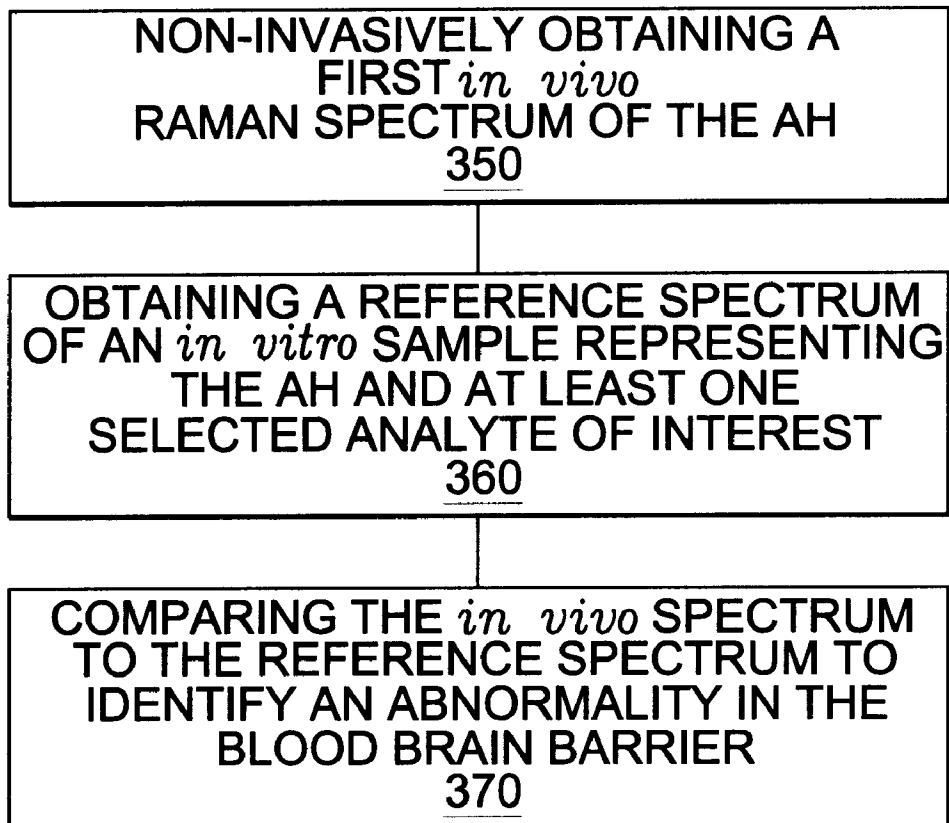 NON-INVASIVELY OBTAINING A
FIRST in vivo
RAMAN SPECTRUM OF THE AH
350
OBTAINING A REFERENCE SPECTRUM
OF AN in vitro SAMPLE REPRESENTING
THE AH AND AT LEAST ONE
SELECTED ANALYTE OF INTEREST
360
COMPARING THE in vivo SPECTRUM
TO THE REFERENCE SPECTRUM TO
IDENTIFY AN ABNORMALITY IN THE
BLOOD BRAIN BARRIER
370